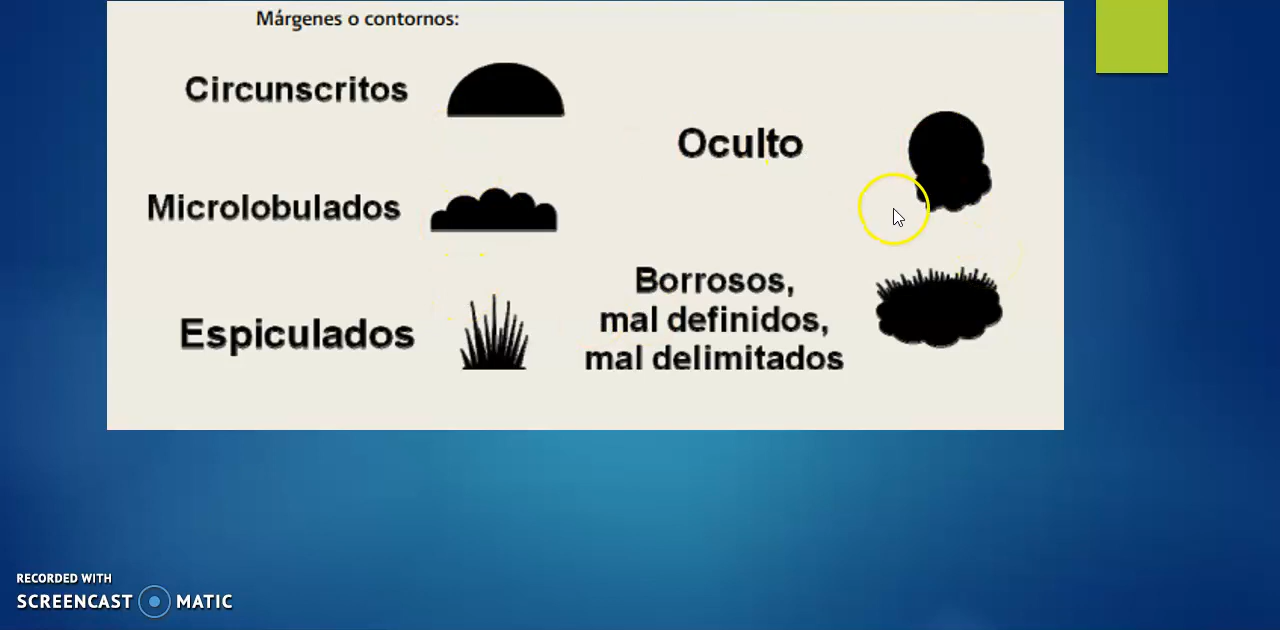 Márgenes o contornos:
Circunscritos
Microlobulados
Espiculados
Oculto
Borrosos,
mal definidos,
mal delimitados
RECORDED WITH
SCREENCAST MATIC